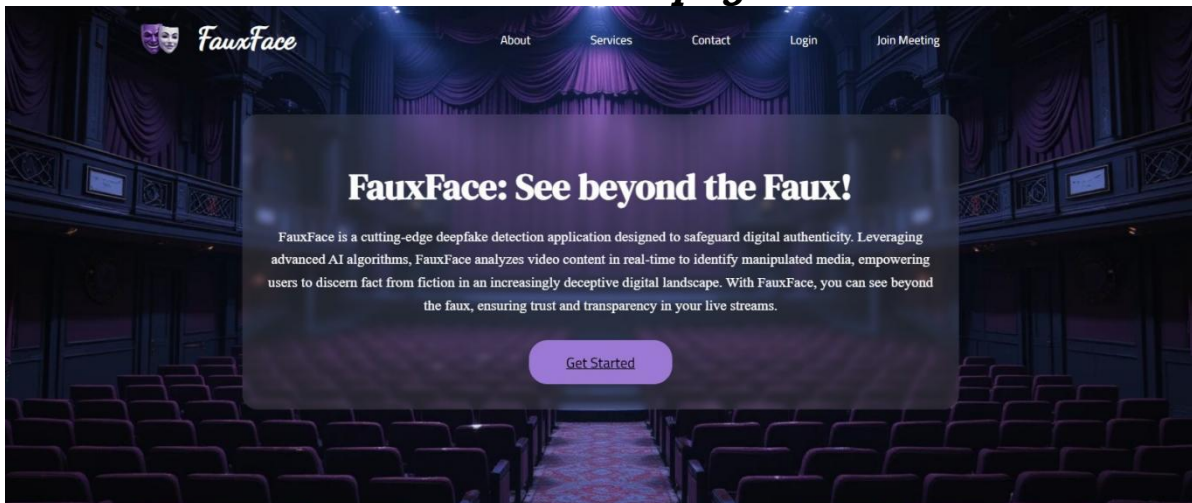 FauxFace
About Services Contact Login Join Meeting
FauxFace: See beyond the Faux!
FauxFace is a cutting-edge deepfake detection application designed to safeguard digital authenticity. Leveraging
advanced AI algorithms, FauxFace analyzes video content in real-time to identify manipulated media, empowering
users to discern fact from fiction in an increasingly deceptive digital landscape. With FauxFace, you can see beyond
the faux, ensuring trust and transparency in your live streams.
Get Started